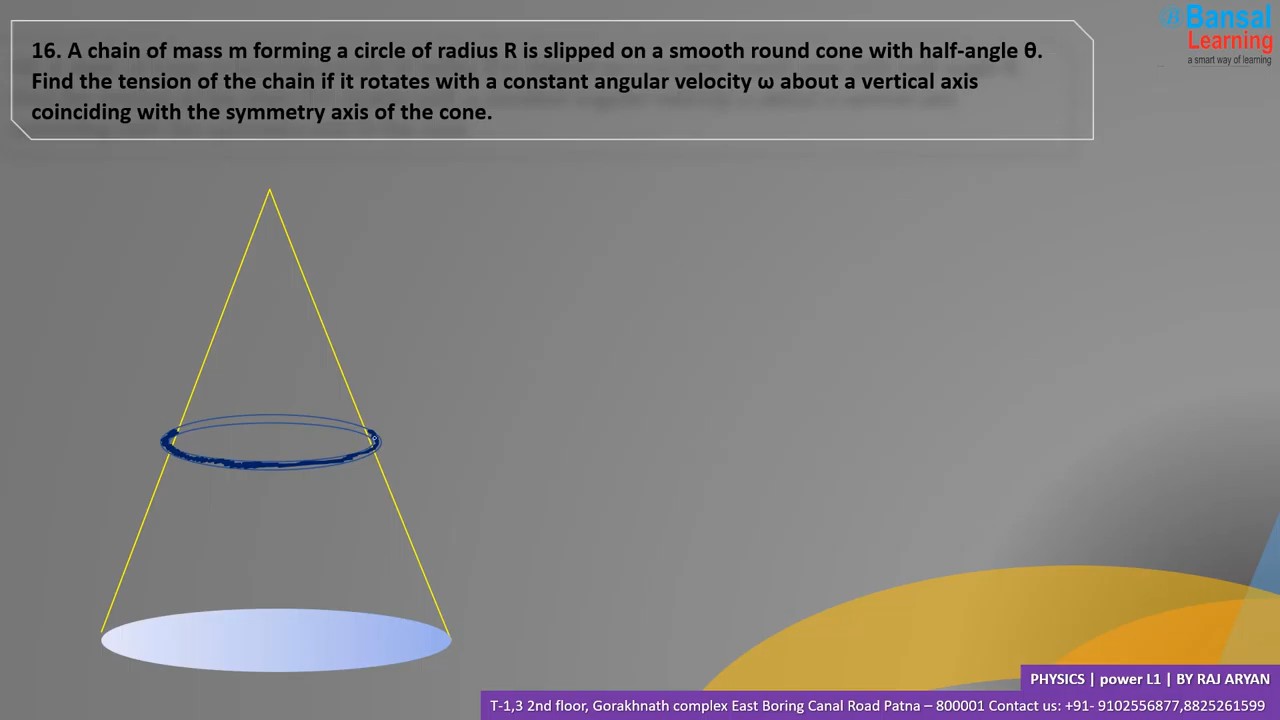 16. A chain of mass m forming a circle of radius R is slipped on a smooth round cone with half-angle θ.
Find the tension of the chain if it rotates with a constant angular velocity ω about a vertical axis
coinciding with the symmetry axis of the cone.
Bansal
Learning
a smart way of learning
PHYSICS | power L1 | BY RAJ ARYAN
T-1,3 2nd floor, Gorakhnath complex East Boring Canal Road Patna – 800001 Contact us: +91- 9102556877,8825261599